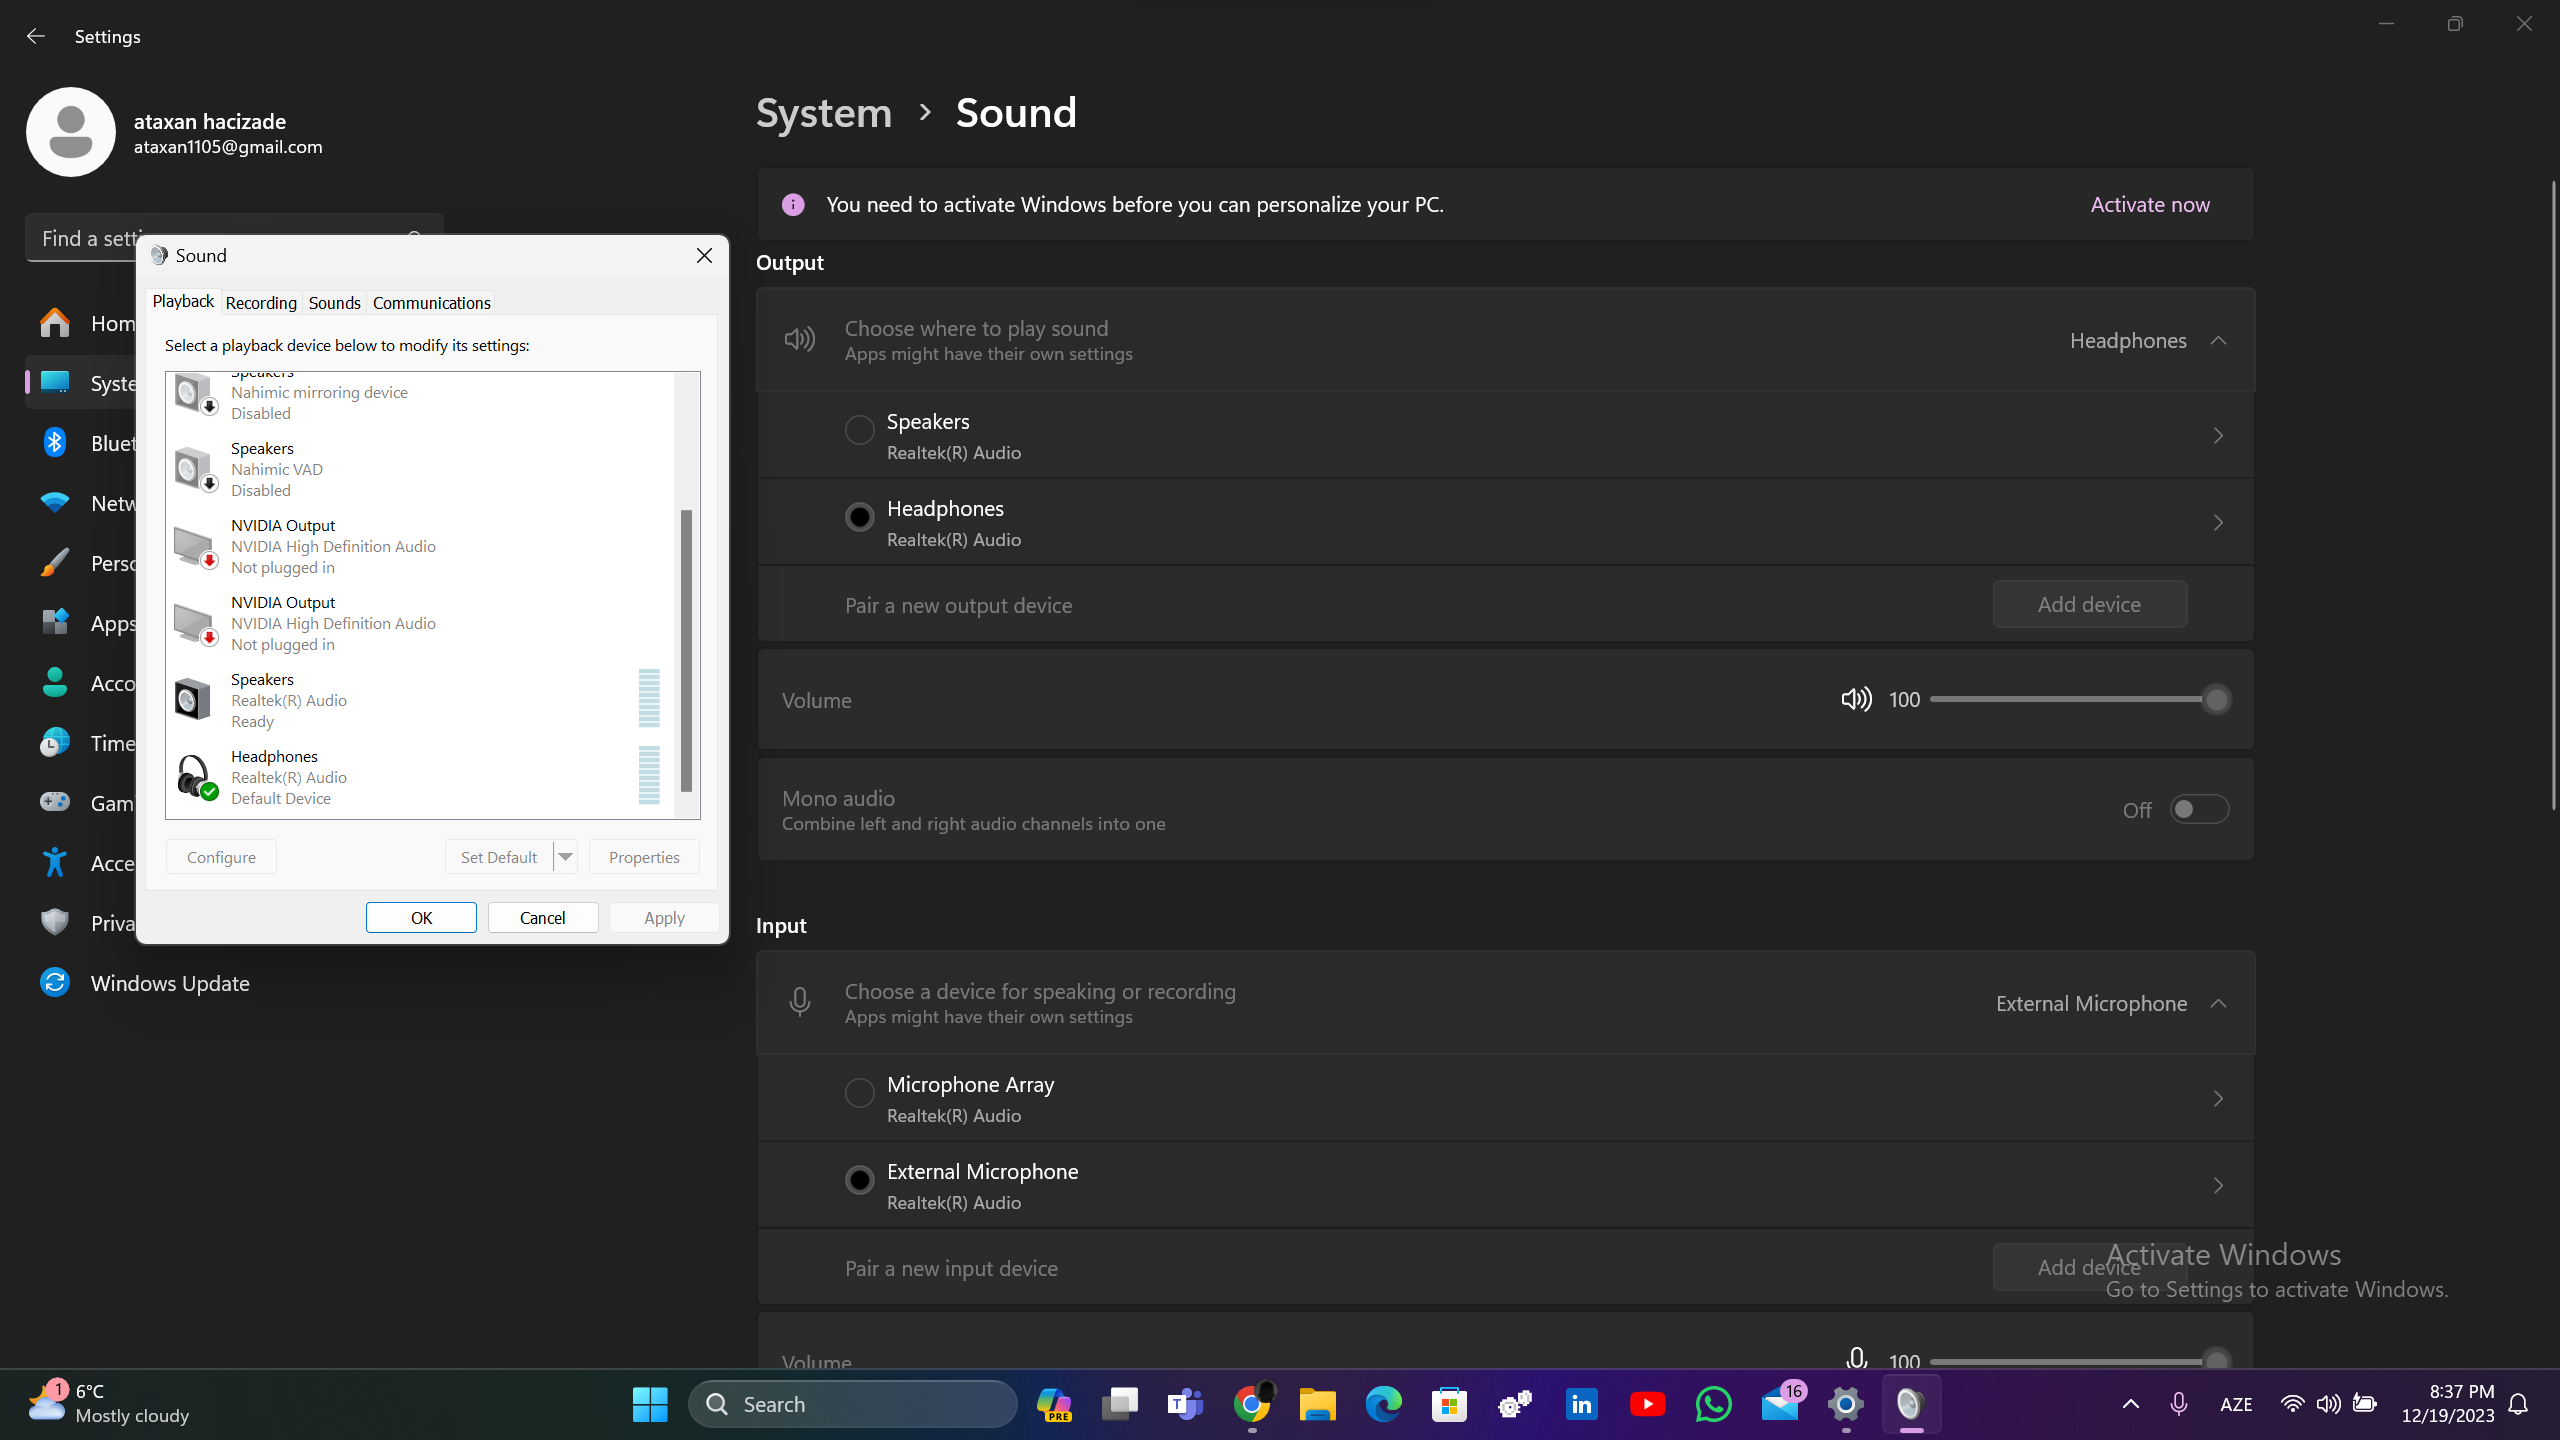 Settings
ataxan hacizade
ataxan1105@gmail.com
Find a setti
Hom
Syste
Bluet
Netw
Perso
Apps
Acco
Time
Gam
Acce
Priva
Windows Update
Sound
Playback
Recording
Sounds
Communications
Select a playback device below to modify its settings:
Speakers
Nahimic mirroring device
Disabled
Speakers
Nahimic VAD
Disabled
NVIDIA Output
NVIDIA High Definition Audio
Not plugged in
NVIDIA Output
NVIDIA High Definition Audio
Not plugged in
Speakers
Realtek(R) Audio
Ready
Headphones
Realtek(R) Audio
Default Device
Configure
Set Default
Properties
OK
Cancel
Apply
System › Sound
You need to activate Windows before you can personalize your PC.
Activate now
Output
Choose where to play sound
Apps might have their own settings
Headphones
Speakers
Realtek(R) Audio
Headphones
Realtek(R) Audio
Pair a new output device
Add device
Volume
100
Mono audio
Combine left and right audio channels into one
Off
Input
Choose a device for speaking or recording
Apps might have their own settings
External Microphone
Microphone Array
Realtek(R) Audio
External Microphone
Realtek(R) Audio
Pair a new input device
Add device
Volume
100
Activate Windows
Go to Settings to activate Windows.
1
6°C
Mostly cloudy
Search
PRE
16
AZE
8:37 PM
12/19/2023